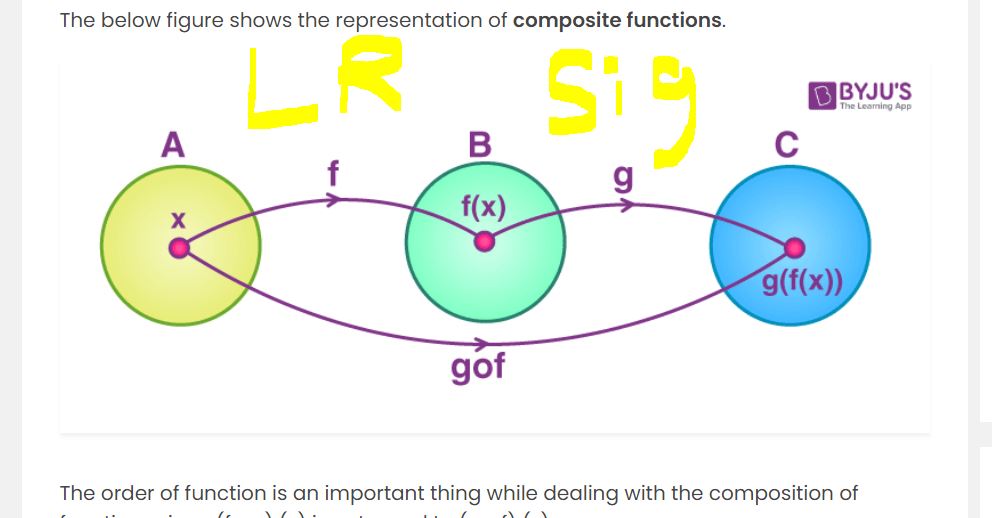 The below figure shows the representation of composite functions.
LR Sig
BYJU'S
The Learning App
A B C
f g
x f(x)
g(f(x))
gof
The order of function is an important thing while dealing with the composition of